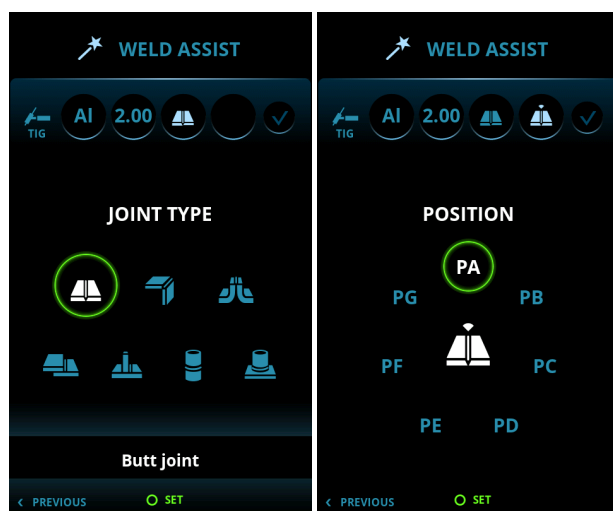 WELD ASSIST
TIG
Al
2.00
JOINT TYPE
Butt joint
PREVIOUS
SET
WELD ASSIST
TIG
Al
2.00
POSITION
PA
PG
PB
PF
PC
PE
PD
PREVIOUS
SET